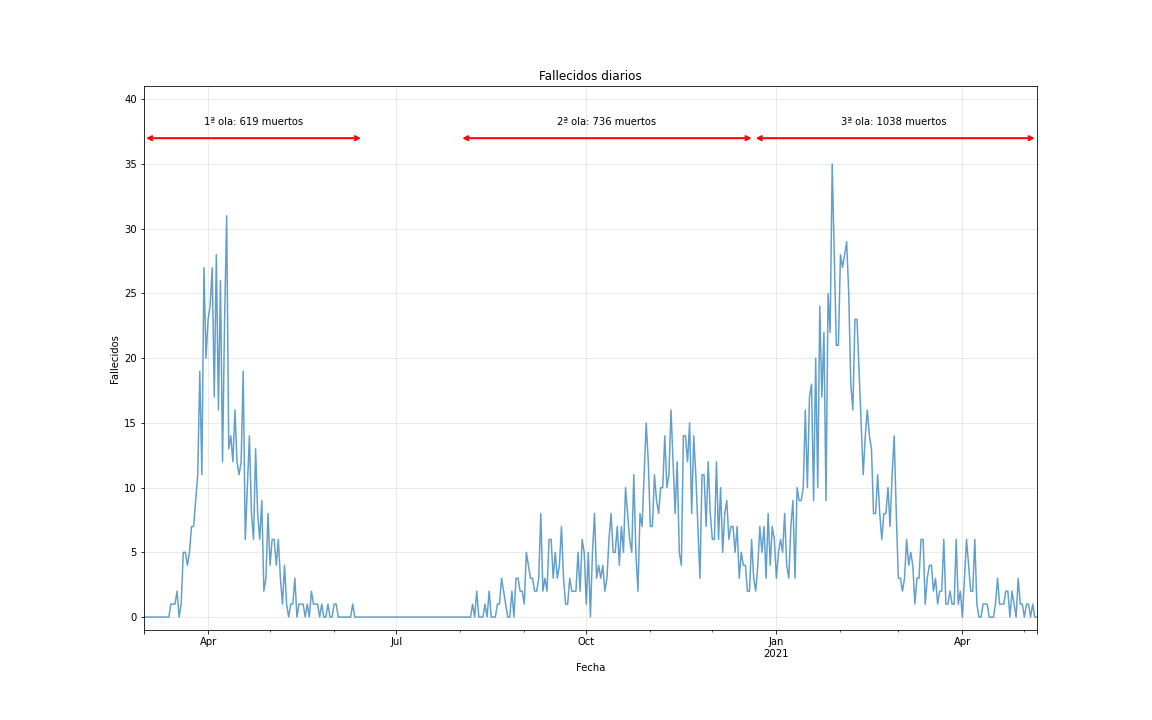 Fallecidos diarios
40
1ª ola: 619 muertos
2ª ola: 736 muertos
3ª ola: 1038 muertos
35
30
25
20
15
10
5
0
Fallecidos
Apr
Jul
Oct
Jan
2021
Apr
Fecha